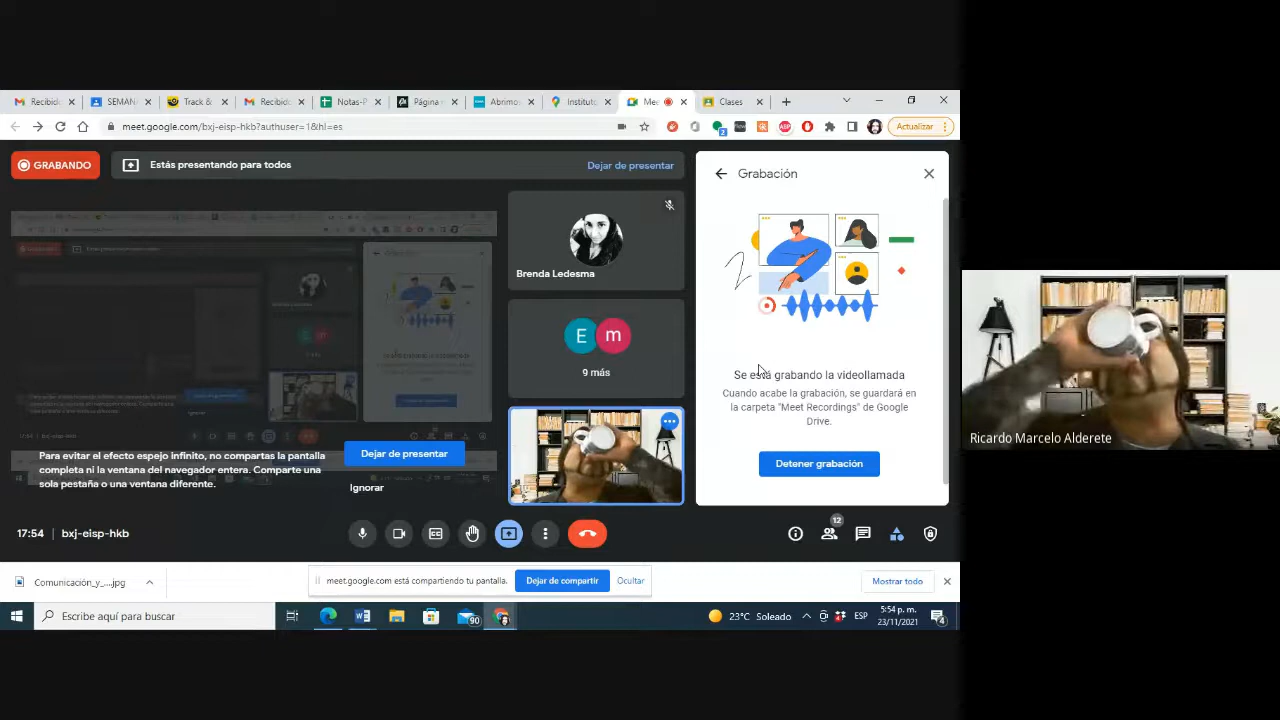 Recibid
SEMAN
Track &
Recibid
Notas-P
Página
Abrimos
Instituto
Mee
Clases
meet.google.com/bxj-eisp-hkb?authuser=1&hl=es
Actualizar
GRABANDO
Estás presentando para todos
Dejar de presentar
Grabación
Brenda Ledesma
E m
9 más
2
Se está grabando la videollamada
Cuando acabe la grabación, se guardará en
la carpeta "Meet Recordings" de Google
Drive.
Detener grabación
Para evitar el efecto espejo infinito, no compartas la pantalla
completa ni la ventana del navegador entera. Comparte una
sola pestaña o una ventana diferente.
Dejar de presentar
Ignorar
Ricardo Marcelo Alderete
17:54
bxj-eisp-hkb
12
Comunicación_y_....jpg
meet.google.com está compartiendo tu pantalla.
Dejar de compartir
Ocultar
Mostrar todo
Escribe aquí para buscar
90
23°C Soleado
ESP
5:54 p. m.
23/11/2021
4